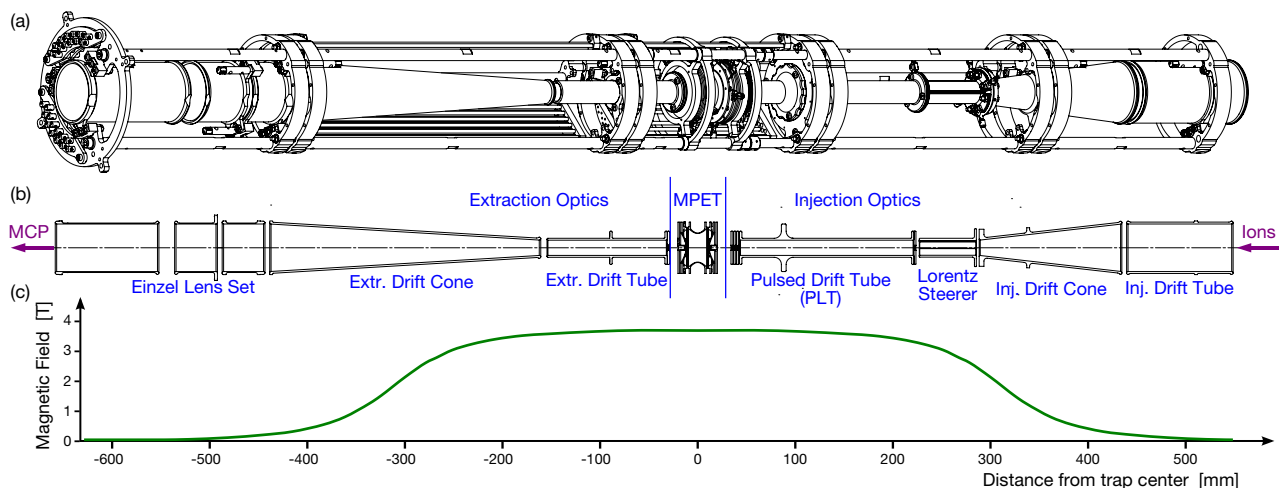 (a)
(b)
Extraction Optics
MPET
Injection Optics
MCP
Ions
Einzel Lens Set
Extr. Drift Cone
Extr. Drift Tube
Pulsed Drift Tube
(PLT)
Lorentz
Steerer
Inj. Drift Cone
Inj. Drift Tube
(c)
Magnetic Field [T]
4
3
2
1
0
-600 -500 -400 -300 -200 -100 0 100 200 300 400 500
Distance from trap center [mm]